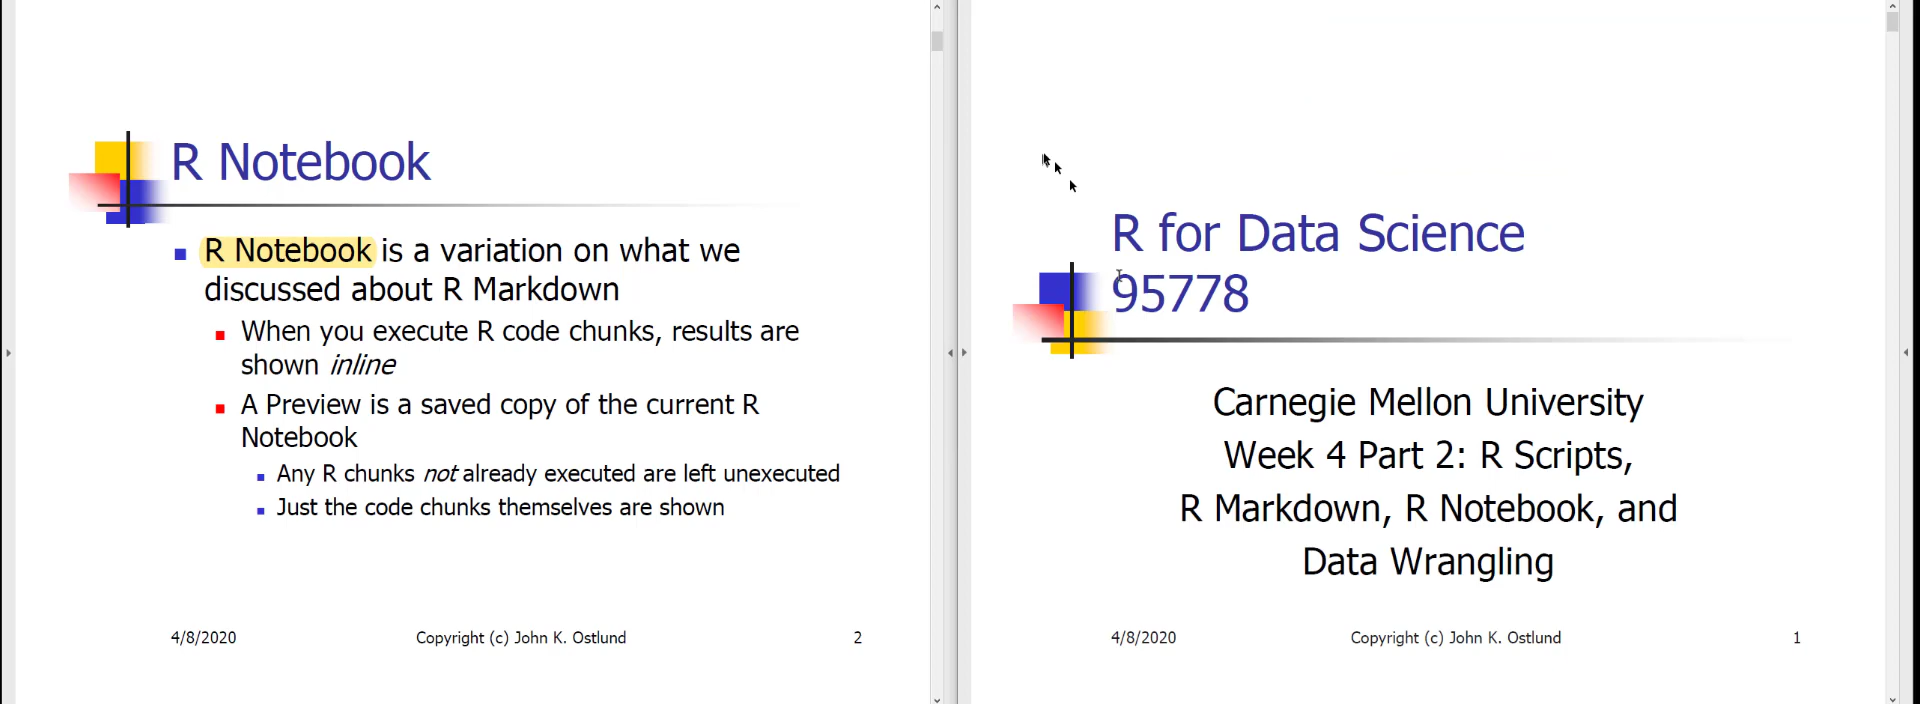 R Notebook
R Notebook is a variation on what we
discussed about R Markdown
When you execute R code chunks, results are
shown inline
A Preview is a saved copy of the current R
Notebook
Any R chunks not already executed are left unexecuted
Just the code chunks themselves are shown
4/8/2020 Copyright (c) John K. Ostlund 2
R for Data Science
95778
Carnegie Mellon University
Week 4 Part 2: R Scripts,
R Markdown, R Notebook, and
Data Wrangling
4/8/2020 Copyright (c) John K. Ostlund 1